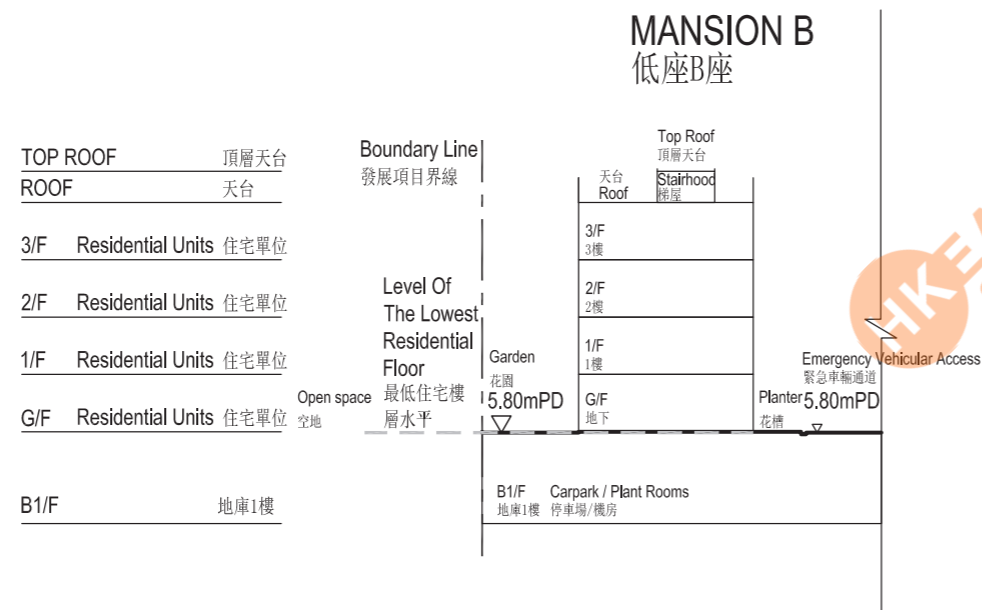 MANSION B
低座B座
TOP ROOF 頂層天台
ROOF 天台
3/F Residential Units 住宅單位
2/F Residential Units 住宅單位
1/F Residential Units 住宅單位
G/F Residential Units 住宅單位
B1/F 地庫1樓
Boundary Line
發展項目界線
Level Of
The Lowest
Residential
Floor
最低住宅樓
層水平
Open space
空地
Garden
花園
5.80mPD
Top Roof
頂層天台
天台
Roof
Stairhood
梯屋
3/F
3樓
2/F
2樓
1/F
1樓
G/F
地下
Planter
花槽
Emergency Vehicular Access
緊急車輛通道
5.80mPD
B1/F Carpark / Plant Rooms
地庫1樓 停車場/機房